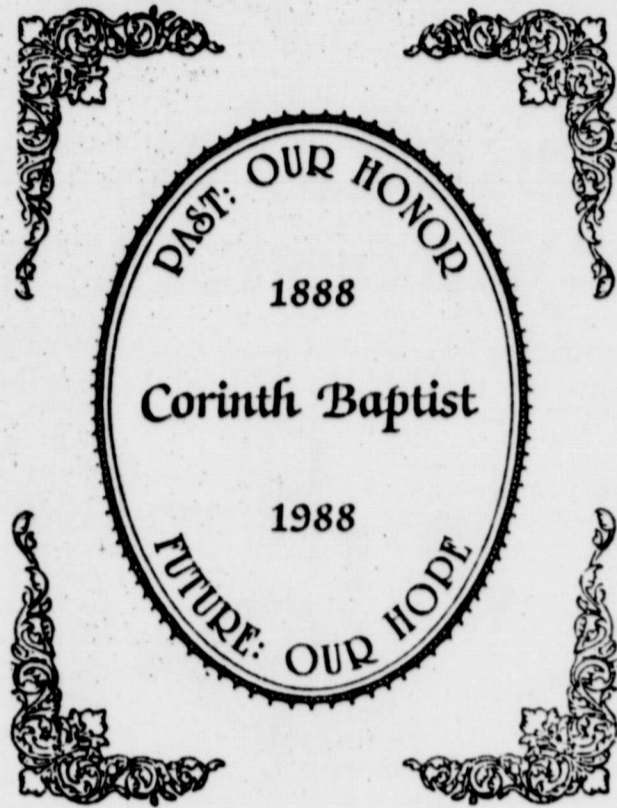 PAST: OUR HONOR
1888
Corinth Baptist
1988
FUTURE: OUR HOPE